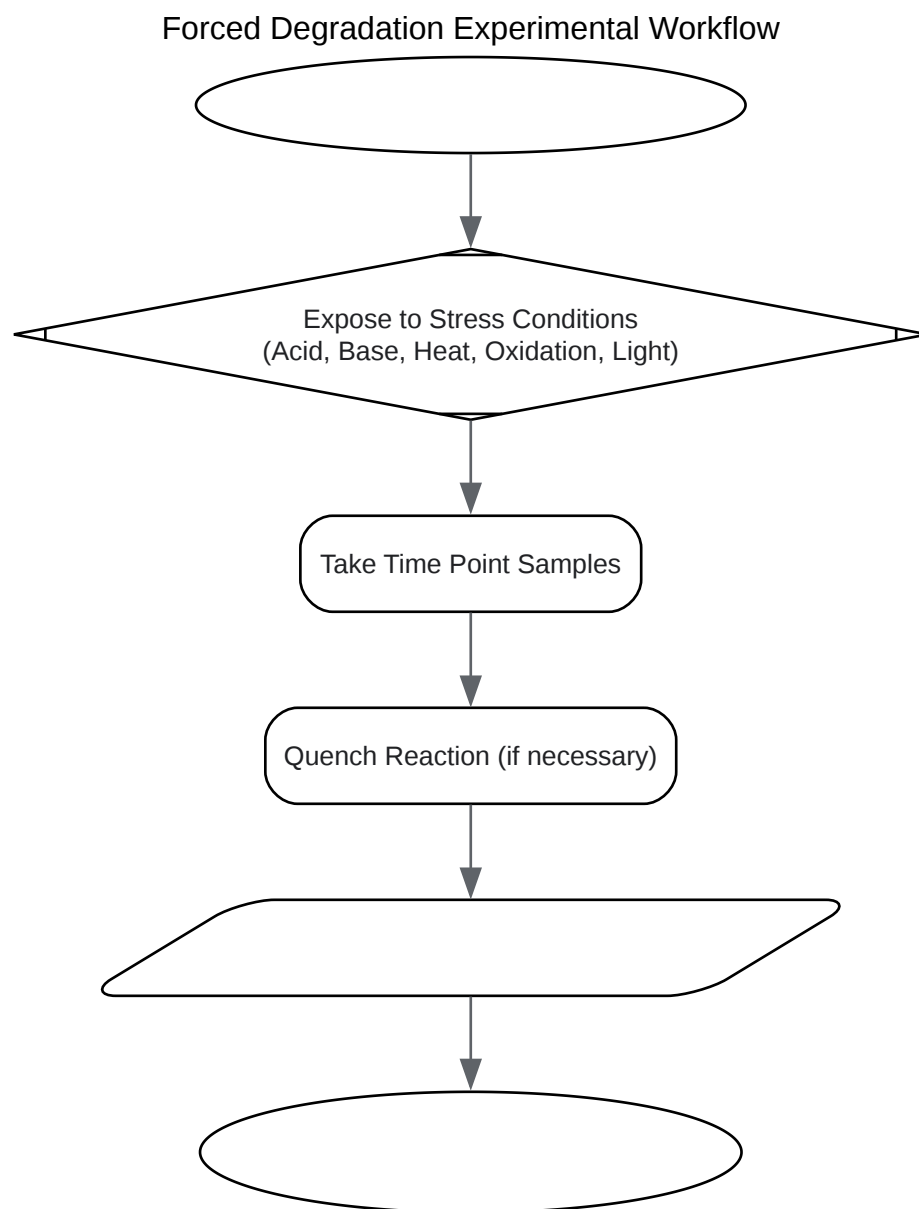 Forced Degradation Experimental Workflow
Expose to Stress Conditions
(Acid, Base, Heat, Oxidation, Light)
Take Time Point Samples
Quench Reaction (if necessary)